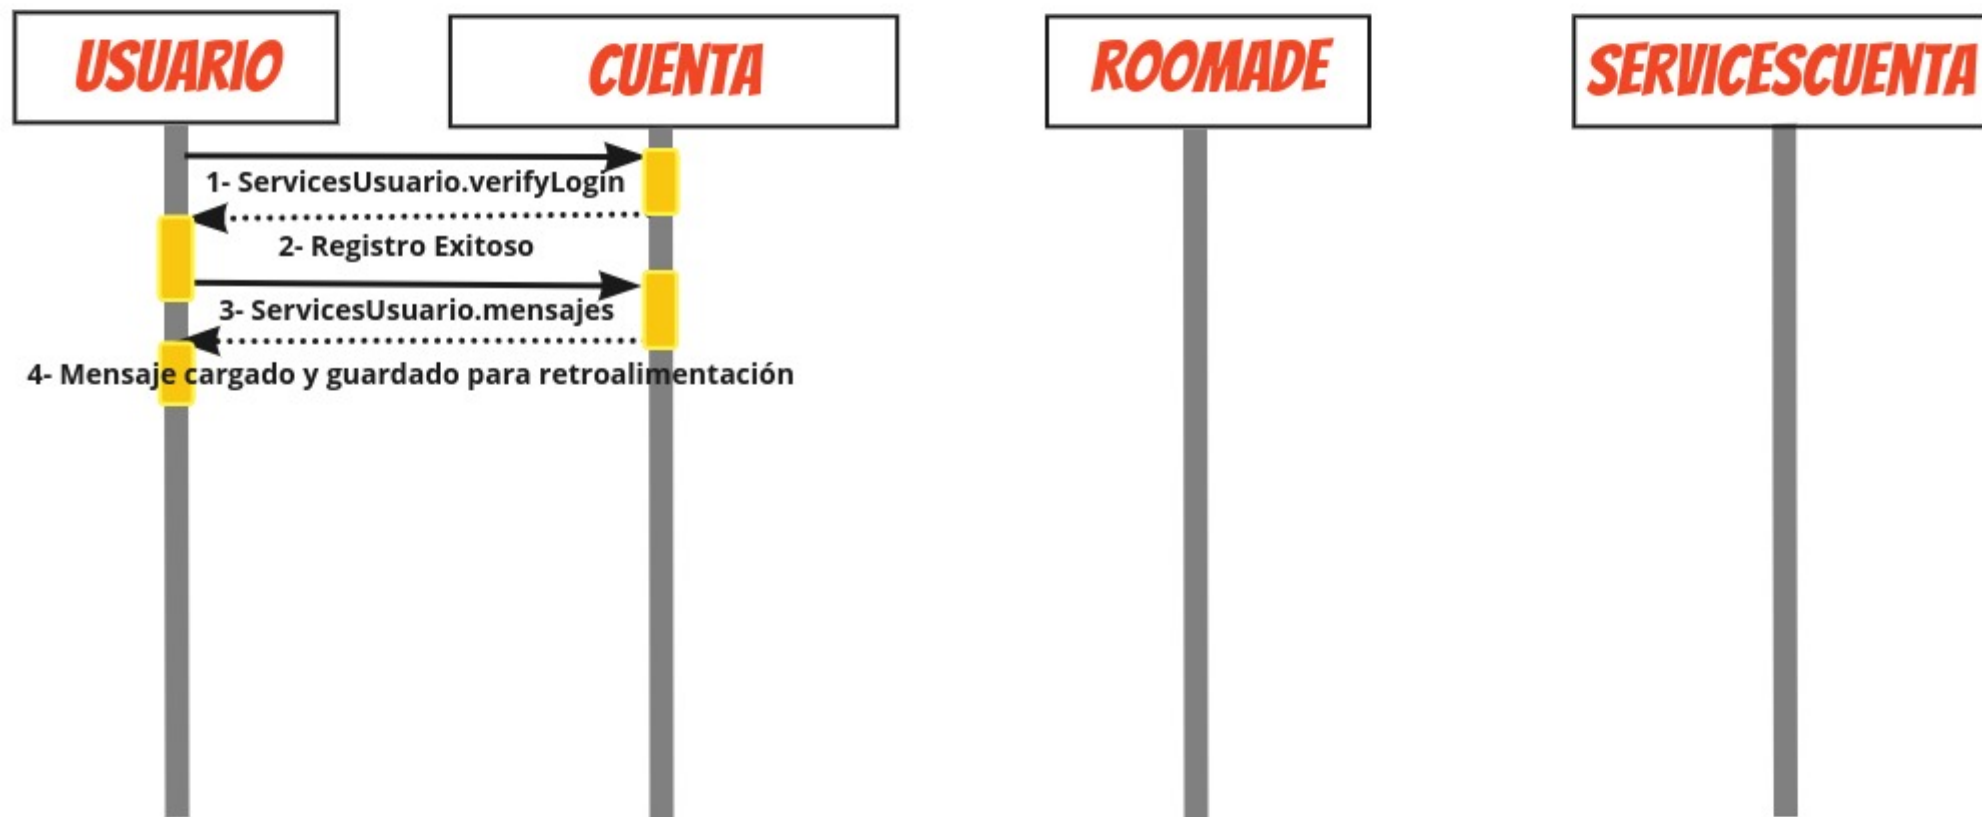 USUARIO
CUENTA
ROOMADE
SERVICESCUENTA
1- ServicesUsuario.verifyLogin
2- Registro Exitoso
3- ServicesUsuario.mensajes
4- Mensaje cargado y guardado para retroalimentación